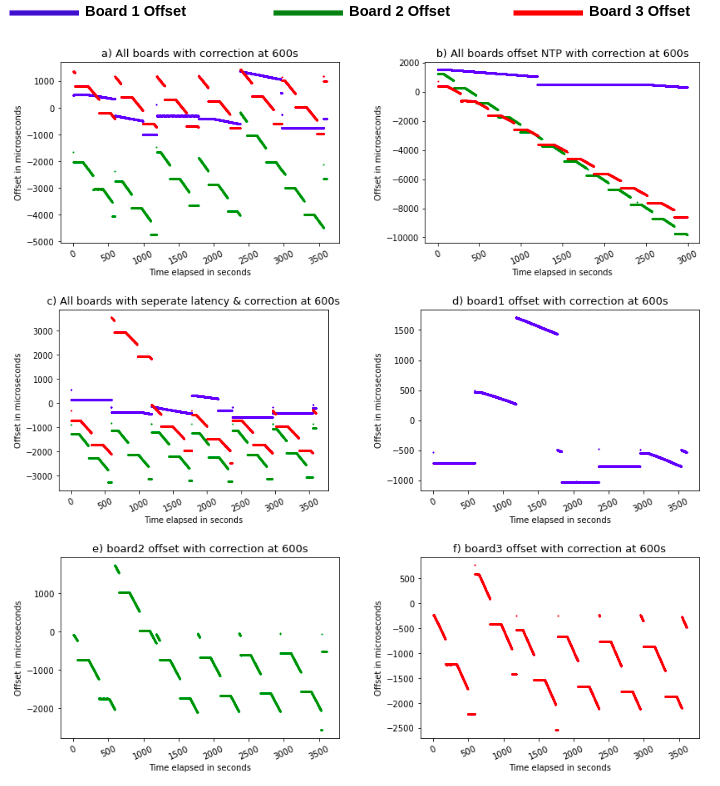 Board 1 Offset Board 2 Offset Board 3 Offset
a) All boards with correction at 600s
1000
0
−1000
−2000
−3000
−4000
−5000
Offset in microseconds
0 500 1000 1500 2000 2500 3000 3500
Time elapsed in seconds
b) All boards offset NTP with correction at 600s
2000
0
−2000
−4000
−6000
−8000
−10000
Offset in microseconds
0 500 1000 1500 2000 2500 3000
Time elapsed in seconds
c) All boards with seperate latency & correction at 600s
3000
2000
1000
0
−1000
−2000
−3000
Offset in microseconds
0 500 1000 1500 2000 2500 3000 3500
Time elapsed in seconds
d) board1 offset with correction at 600s
1500
1000
500
0
−500
−1000
Offset in microseconds
0 500 1000 1500 2000 2500 3000 3500
Time elapsed in seconds
e) board2 offset with correction at 600s
1000
0
−1000
−2000
Offset in microseconds
0 500 1000 1500 2000 2500 3000 3500
Time elapsed in seconds
f) board3 offset with correction at 600s
500
0
−500
−1000
−1500
−2000
−2500
Offset in microseconds
0 500 1000 1500 2000 2500 3000 3500
Time elapsed in seconds